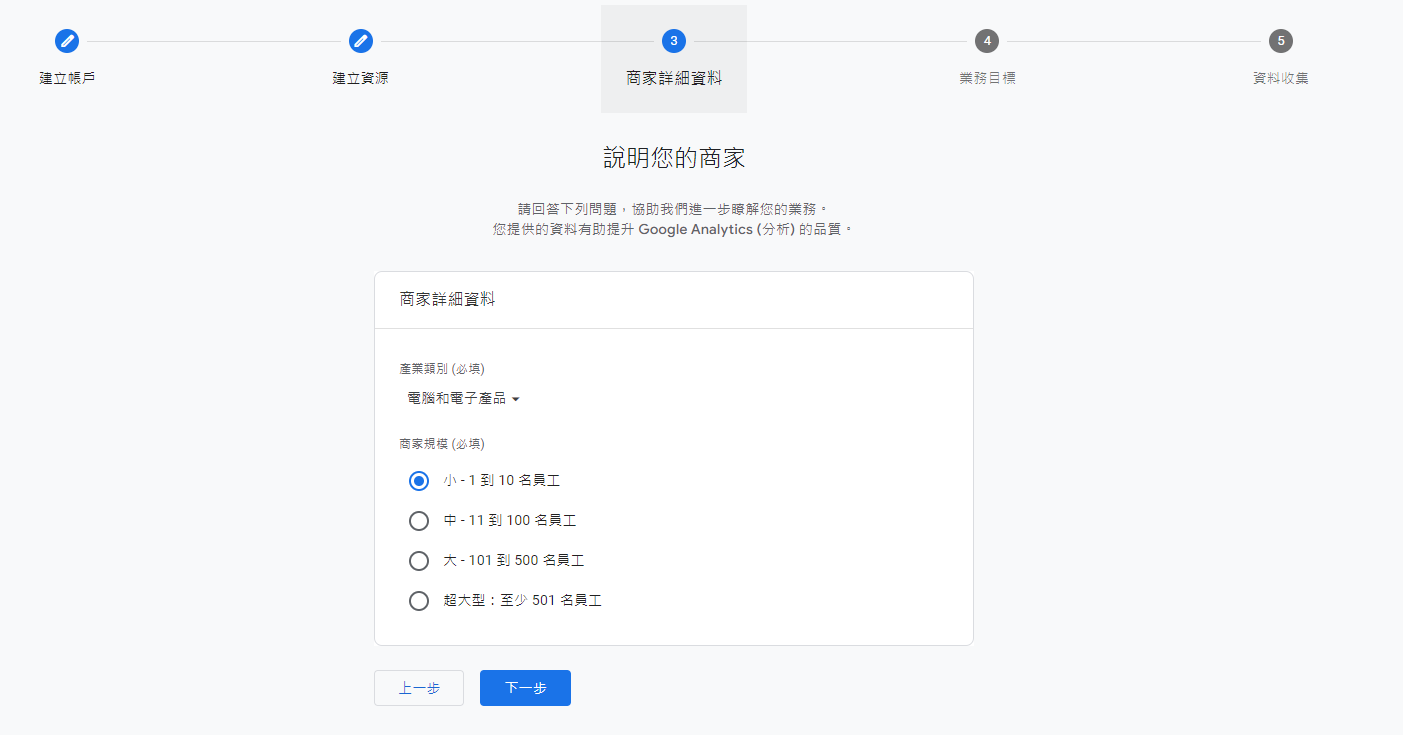 3
4
5
建立帳戶
建立資源
商家詳細資料
業務目標
資料收集
說明您的商家
請回答下列問題，協助我們進一步瞭解您的業務。
您提供的資料有助提升 Google Analytics (分析) 的品質。
商家詳細資料
產業類別 (必填)
電腦和電子產品
商家規模 (必填)
小 - 1 到 10 名員工
中 - 11 到 100 名員工
大 - 101 到 500 名員工
超大型：至少 501 名員工
上一步
下一步